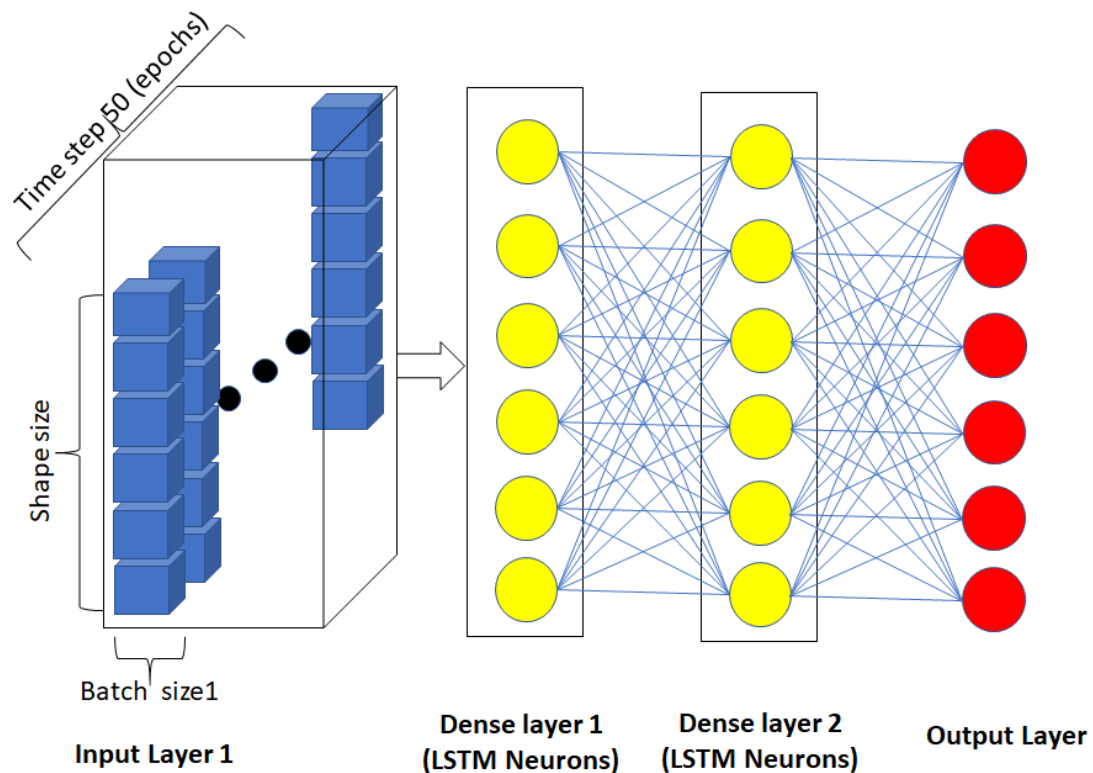 Time step 50 (epochs)
Shape size
Batch size1
Input Layer 1
Dense layer 1
(LSTM Neurons)
Dense layer 2
(LSTM Neurons)
Output Layer